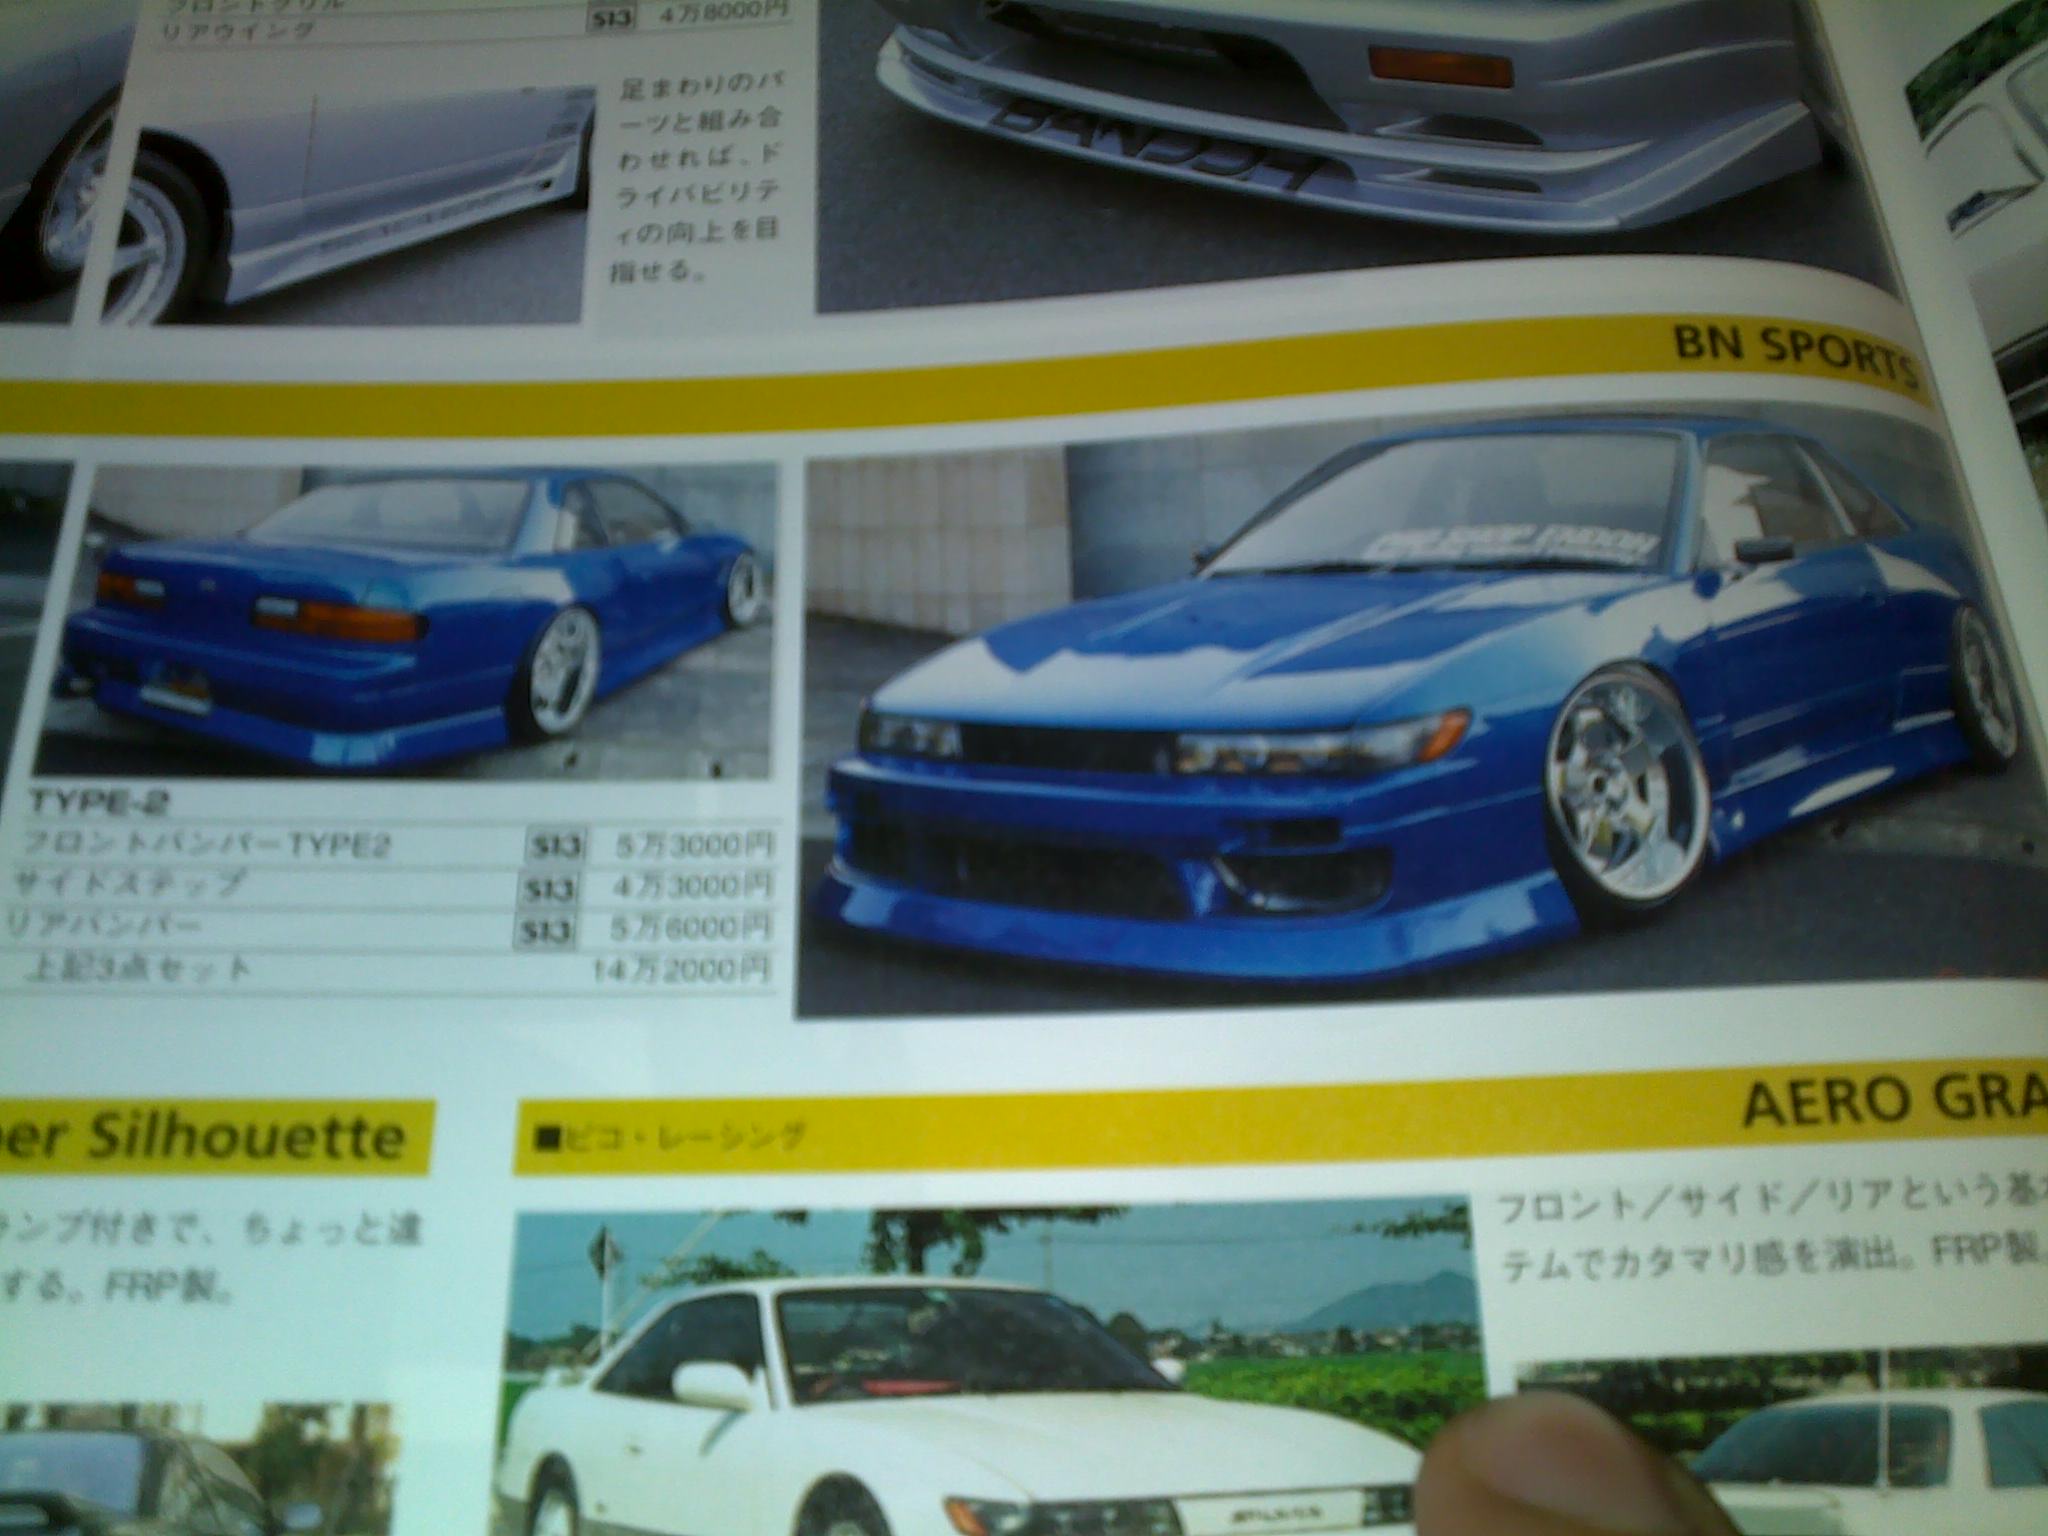 フロントグリル
S13 4万8000円
リアウイング
足まわりのパ
ーツと組み合
わせれば、ド
ライバビリテ
ィの向上を目
指せる。
BANDOH
BN SPORTS
TYPE-2
フロントバンパーTYPE2 S13 5万3000円
サイドステップ S13 4万3000円
リアバンパー S13 5万6000円
上記3点セット 14万2000円
per Silhouette
ンプ付きで、ちょっと違
する。FRP製。
■ピコ・レーシング
AERO GRA
フロント／サイド／リアという基本
テムでカタマリ感を演出。FRP製。
SILVIA